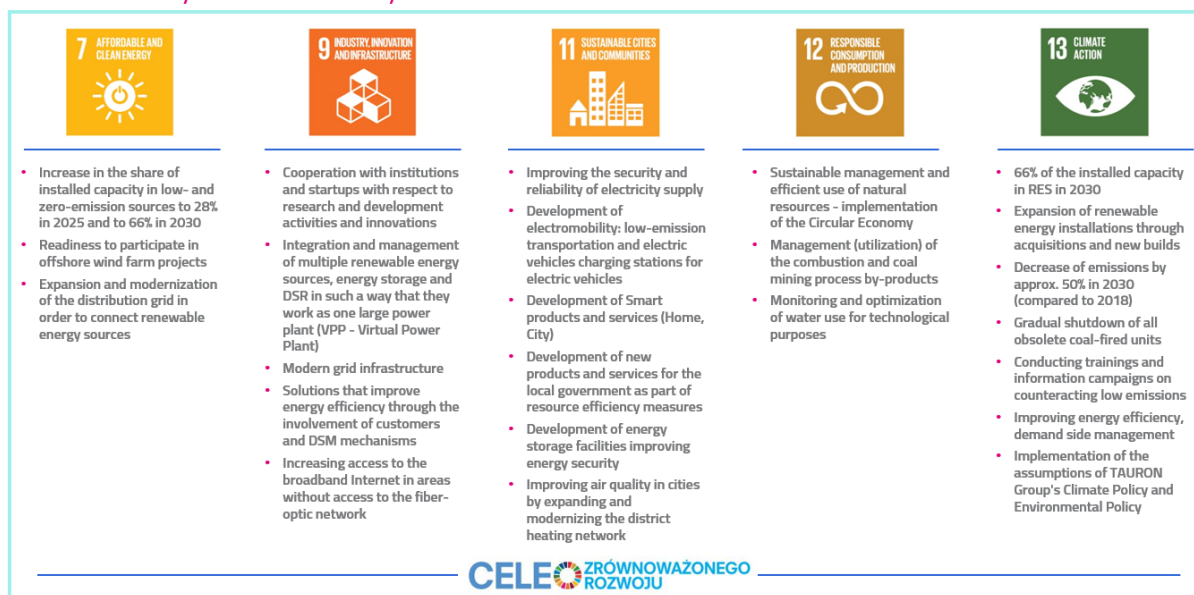 7 AFFORDABLE AND
CLEAN ENERGY
• Increase in the share of
installed capacity in low- and
zero-emission sources to 28%
in 2025 and to 66% in 2030
• Readiness to participate in
offshore wind farm projects
• Expansion and modernization
of the distribution grid in
order to connect renewable
energy sources
9 INDUSTRY, INNOVATION
AND INFRASTRUCTURE
• Cooperation with institutions
and startups with respect to
research and development
activities and innovations
• Integration and management
of multiple renewable energy
sources, energy storage and
DSR in such a way that they
work as one large power
plant (VPP - Virtual Power
Plant)
• Modern grid infrastructure
• Solutions that improve
energy efficiency through the
involvement of customers
and DSM mechanisms
• Increasing access to the
broadband Internet in areas
without access to the fiber-
optic network
11 SUSTAINABLE CITIES
AND COMMUNITIES
• Improving the security and
reliability of electricity supply
• Development of
electromobility: low-emission
transportation and electric
vehicles charging stations for
electric vehicles
• Development of Smart
products and services (Home,
City)
• Development of new
products and services for the
local government as part of
resource efficiency measures
• Development of energy
storage facilities improving
energy security
• Improving air quality in cities
by expanding and
modernizing the district
heating network
12 RESPONSIBLE
CONSUMPTION
AND PRODUCTION
• Sustainable management and
efficient use of natural
resources - implementation
of the Circular Economy
• Management (utilization) of
the combustion and coal
mining process by-products
• Monitoring and optimization
of water use for technological
purposes
13 CLIMATE
ACTION
• 66% of the installed capacity
in RES in 2030
• Expansion of renewable
energy installations through
acquisitions and new builds
• Decrease of emissions by
approx. 50% in 2030
(compared to 2018)
• Gradual shutdown of all
obsolete coal-fired units
• Conducting trainings and
information campaigns on
counteracting low emissions
• Improving energy efficiency,
demand side management
• Implementation of the
assumptions of TAURON
Group's Climate Policy and
Environmental Policy
CELE ZRÓWNOWAŻONEGO
ROZWOJU